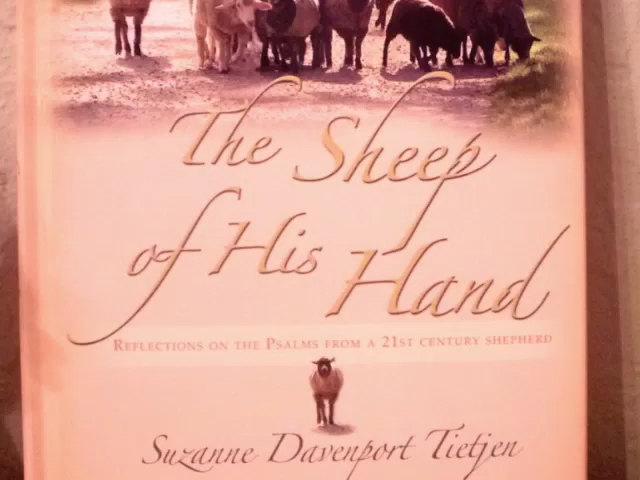 The Sheep
of His Hand
REFLECTIONS ON THE PSALMS FROM A 21ST CENTURY SHEPHERD
Suzanne Davenport Tietjen